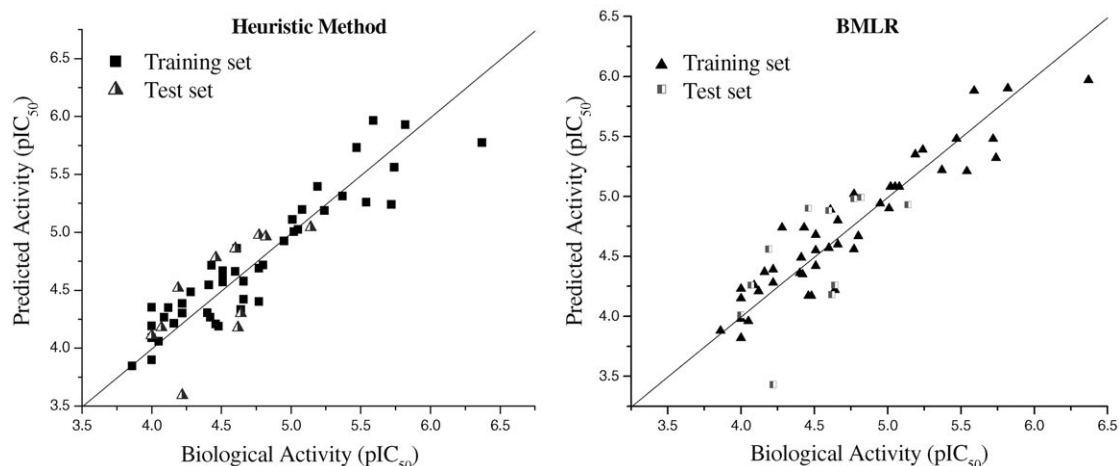 Heuristic Method
Training set
Test set
6.5
6.0
5.5
5.0
4.5
4.0
3.5
Predicted Activity (pIC50)
3.5 4.0 4.5 5.0 5.5 6.0 6.5
Biological Activity (pIC50)
BMLR
Training set
Test set
6.0
5.5
5.0
4.5
4.0
3.5
Predicted Activity (pIC50)
3.5 4.0 4.5 5.0 5.5 6.0 6.5
Biological Activity (pIC50)